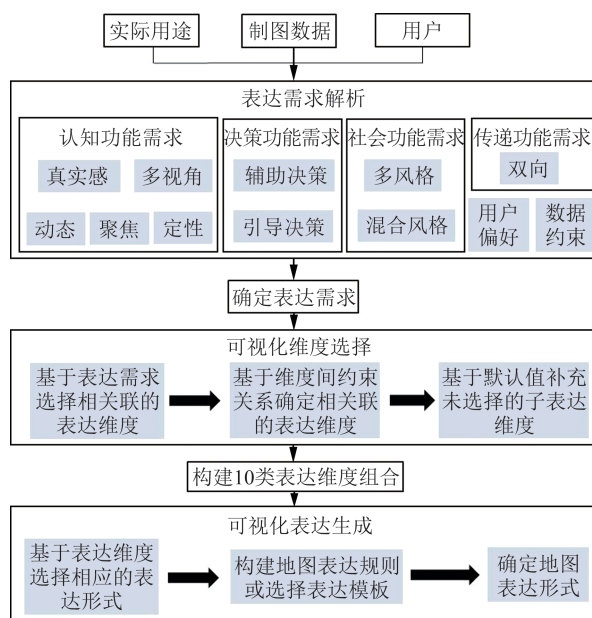 实际用途
制图数据
用户
表达需求解析
认知功能需求
真实感
多视角
动态
聚焦
定性
决策功能需求
辅助决策
引导决策
社会功能需求
多风格
混合风格
传递功能需求
双向
用户
偏好
数据
约束
确定表达需求
可视化维度选择
基于表达需求
选择相关联的
表达维度
基于维度间约束
关系确定相关联
的表达维度
基于默认值补充
未选择的子表达
维度
构建10类表达维度组合
可视化表达生成
基于表达维度
选择相应的表
达形式
构建地图表达规则
或选择表达模板
确定地图
表达形式